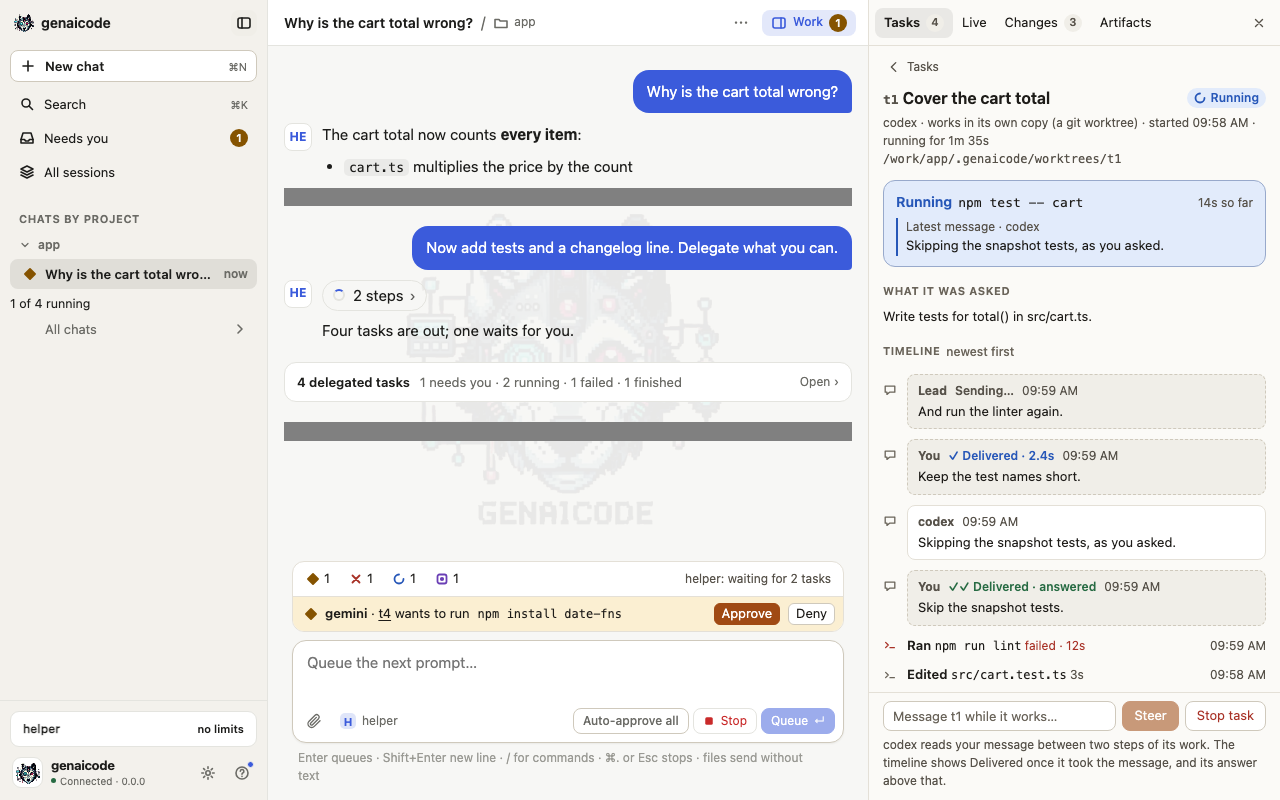 genaicode
New chat
⌘N
Search
⌘K
Needs you
1
All sessions
CHATS BY PROJECT
app
Why is the cart total wro... now
1 of 4 running
All chats
helper
no limits
genaicode
Connected · 0.0.0
Why is the cart total wrong? / app
Work 1
Why is the cart total wrong?
HE
The cart total now counts every item:
• cart.ts multiplies the price by the count
Now add tests and a changelog line. Delegate what you can.
HE
2 steps ›
Four tasks are out; one waits for you.
4 delegated tasks 1 needs you · 2 running · 1 failed · 1 finished
Open ›
GENAICODE
1 1 1 1
helper: waiting for 2 tasks
gemini · t4 wants to run npm install date-fns
Approve
Deny
Queue the next prompt...
H helper
Auto-approve all
Stop
Queue
Enter queues · Shift+Enter new line · / for commands · ⌘. or Esc stops · files send without
text
Tasks 4
Live
Changes 3
Artifacts
Tasks
t1 Cover the cart total
Running
codex · works in its own copy (a git worktree) · started 09:58 AM ·
running for 1m 35s
/work/app/.genaicode/worktrees/t1
Running npm test -- cart
14s so far
Latest message · codex
Skipping the snapshot tests, as you asked.
WHAT IT WAS ASKED
Write tests for total() in src/cart.ts.
TIMELINE newest first
Lead Sending... 09:59 AM
And run the linter again.
You ✓ Delivered · 2.4s 09:59 AM
Keep the test names short.
codex 09:59 AM
Skipping the snapshot tests, as you asked.
You ✓✓ Delivered · answered 09:59 AM
Skip the snapshot tests.
Ran npm run lint failed · 12s
09:59 AM
Edited src/cart.test.ts 3s
09:58 AM
Message t1 while it works...
Steer
Stop task
codex reads your message between two steps of its work. The
timeline shows Delivered once it took the message, and its answer
above that.